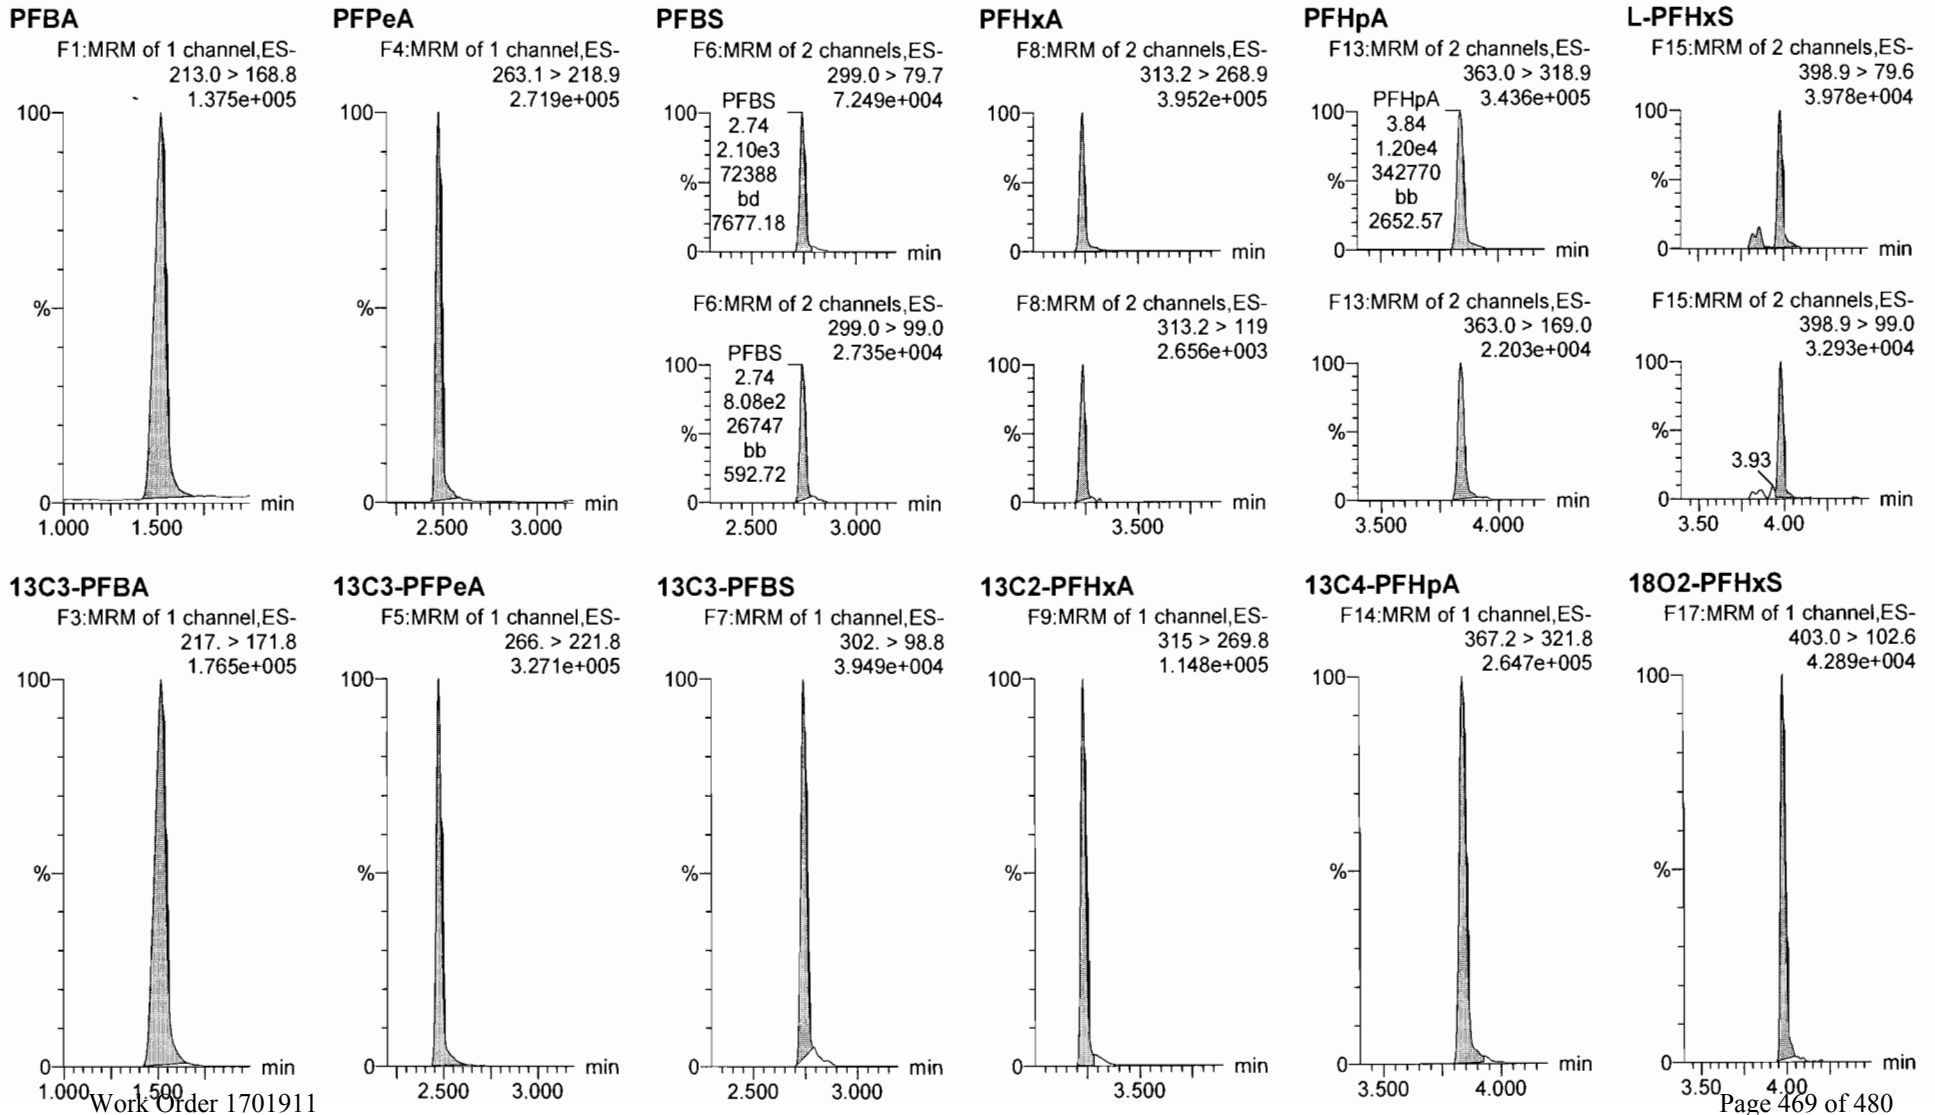 PFBA
F1:MRM of 1 channel,ES-
213.0 > 168.8
1.375e+005
100
%
0
min
1.000
1.500
PFPeA
F4:MRM of 1 channel,ES-
263.1 > 218.9
2.719e+005
100
%
0
min
2.500
3.000
PFBS
F6:MRM of 2 channels,ES-
299.0 > 79.7
7.249e+004
PFBS
2.74
2.10e3
72388
bd
7677.18
100
%
0
min
F6:MRM of 2 channels,ES-
299.0 > 99.0
2.735e+004
PFBS
2.74
8.08e2
26747
bb
592.72
100
%
0
min
2.500
3.000
PFHxA
F8:MRM of 2 channels,ES-
313.2 > 268.9
3.952e+005
100
%
0
min
F8:MRM of 2 channels,ES-
313.2 > 119
2.656e+003
100
%
0
min
3.500
PFHpA
F13:MRM of 2 channels,ES-
363.0 > 318.9
3.436e+005
PFHpA
3.84
1.20e4
342770
bb
2652.57
100
%
0
min
F13:MRM of 2 channels,ES-
363.0 > 169.0
2.203e+004
100
%
0
min
3.500
4.000
L-PFHxS
F15:MRM of 2 channels,ES-
398.9 > 79.6
3.978e+004
100
%
0
min
F15:MRM of 2 channels,ES-
398.9 > 99.0
3.293e+004
100
%
3.93
0
min
3.50
4.00
13C3-PFBA
F3:MRM of 1 channel,ES-
217. > 171.8
1.765e+005
100
%
0
min
1.000
1.500
13C3-PFPeA
F5:MRM of 1 channel,ES-
266. > 221.8
3.271e+005
100
%
0
min
2.500
3.000
13C3-PFBS
F7:MRM of 1 channel,ES-
302. > 98.8
3.949e+004
100
%
0
min
2.500
3.000
13C2-PFHxA
F9:MRM of 1 channel,ES-
315 > 269.8
1.148e+005
100
%
0
min
3.500
13C4-PFHpA
F14:MRM of 1 channel,ES-
367.2 > 321.8
2.647e+005
100
%
0
min
3.500
4.000
18O2-PFHxS
F17:MRM of 1 channel,ES-
403.0 > 102.6
4.289e+004
100
%
0
min
3.50
4.00
Work Order 1701911
Page 469 of 480